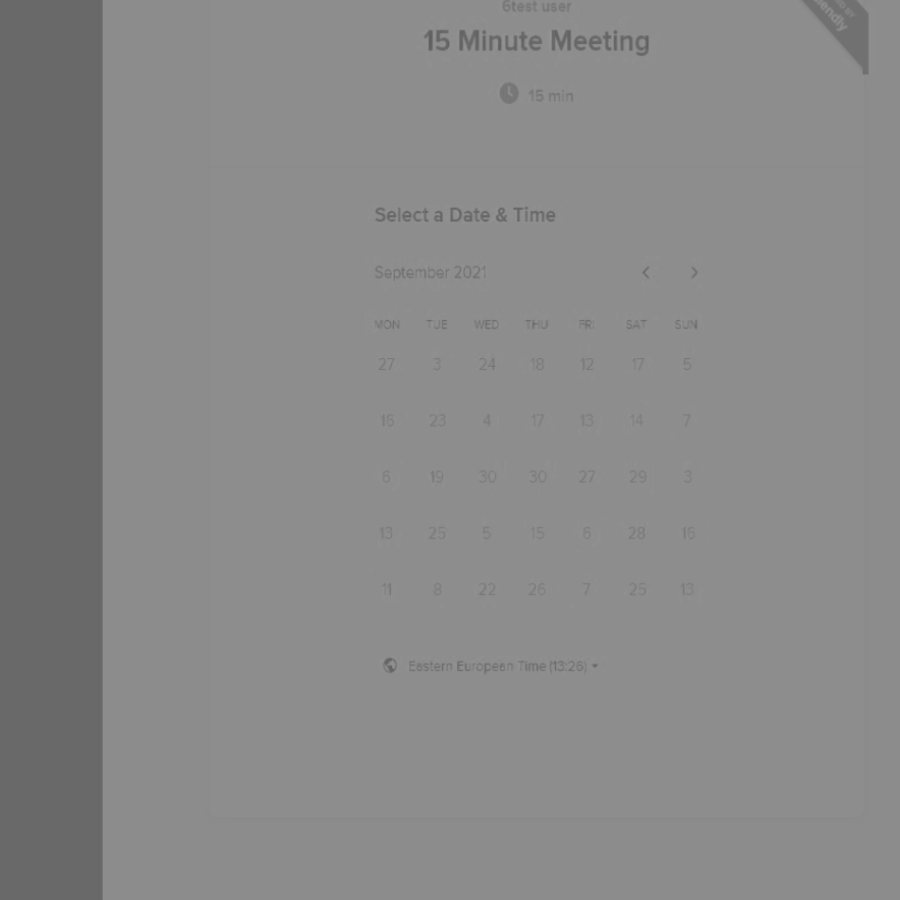 6test user
15 Minute Meeting
15 min
Select a Date & Time
September 2021
MON TUE WED THU FRI SAT SUN
27 3 24 18 12 17 5
16 23 4 17 13 14 7
6 19 30 30 27 29 3
13 25 5 15 6 28 16
11 8 22 26 7 25 13
Eastern European Time (13:26)